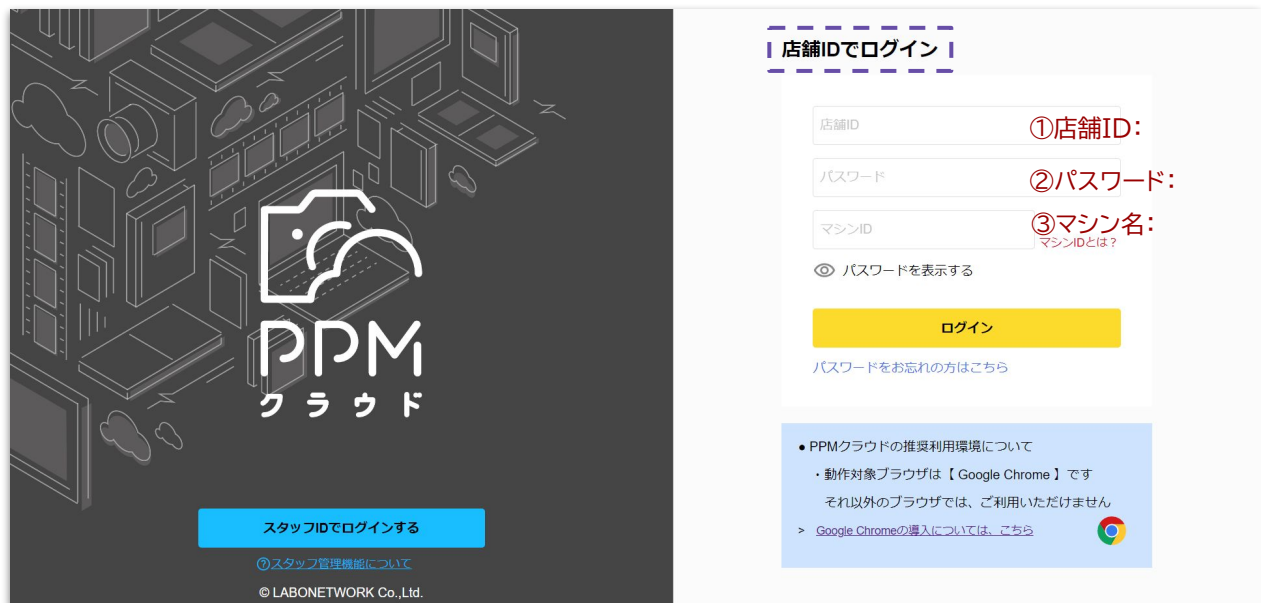 PPM
クラウド
スタッフIDでログインする
?スタッフ管理機能について
© LABONETWORK Co.,Ltd.
店舗IDでログイン
店舗ID ①店舗ID：
パスワード ②パスワード：
マシンID ③マシン名：
マシンIDとは？
パスワードを表示する
ログイン
パスワードをお忘れの方はこちら
● PPMクラウドの推奨利用環境について
・動作対象ブラウザは【 Google Chrome 】です
それ以外のブラウザでは、ご利用いただけません
> Google Chromeの導入については、こちら